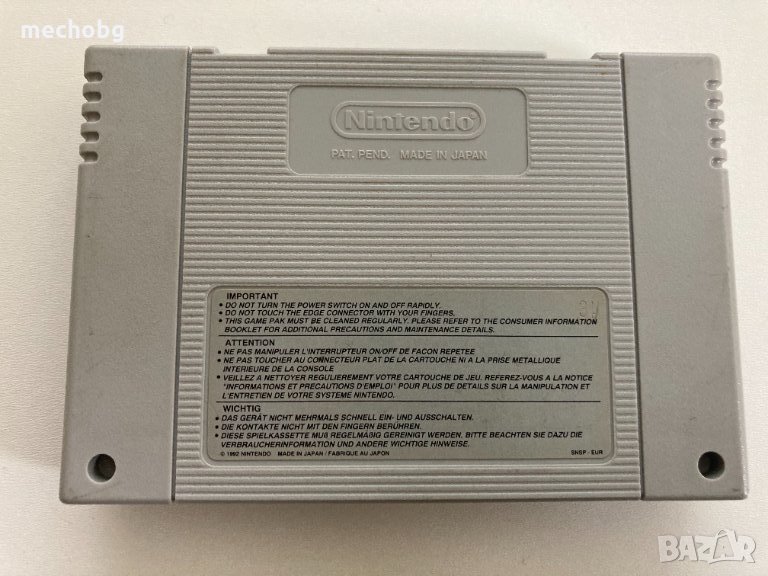 mechobg
Nintendo
PAT. PEND. MADE IN JAPAN
IMPORTANT
• DO NOT TURN THE POWER SWITCH ON AND OFF RAPIDLY.
• DO NOT TOUCH THE EDGE CONNECTOR WITH YOUR FINGERS.
• THIS GAME PAK MUST BE CLEANED REGULARLY. PLEASE REFER TO THE CONSUMER INFORMATION
BOOKLET FOR ADDITIONAL PRECAUTIONS AND MAINTENANCE DETAILS.
ATTENTION
• NE PAS MANIPULER L'INTERRUPTEUR ON/OFF DE FACON REPETEE
• NE PAS TOUCHER AU CONNECTEUR PLAT DE LA CARTOUCHE NI A LA PRISE METALLIQUE
INTERIEURE DE LA CONSOLE
• VEILLEZ A NETTOYER REGULIEREMENT VOTRE CARTOUCHE DE JEU. REFEREZ-VOUS A LA NOTICE
"INFORMATIONS ET PRECAUTIONS D'EMPLOI" POUR PLUS DE DETAILS SUR LA MANIPULATION ET
L'ENTRETIEN DE VOTRE SYSTEME NINTENDO.
WICHTIG
• DAS GERÄT NICHT MEHRMALS SCHNELL EIN- UND AUSSCHALTEN.
• DIE KONTAKTE NICHT MIT DEN FINGERN BERÜHREN.
• DIESE SPIELKASSETTE MUß REGELMÄßIG GEREINIGT WERDEN. BITTE BEACHTEN SIE DAZU DIE
VERBRAUCHERINFORMATION UND ANDERE WICHTIGE HINWEISE.
© 1992 NINTENDO MADE IN JAPAN / FABRIQUE AU JAPON SNSP - EUR
BAZAR